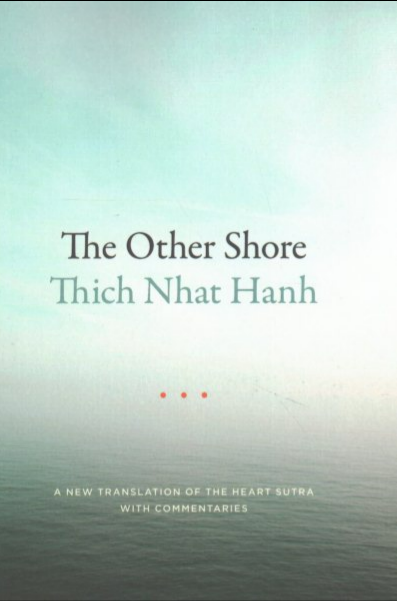 The Other Shore
Thich Nhat Hanh
• • •
A NEW TRANSLATION OF THE HEART SUTRA
WITH COMMENTARIES